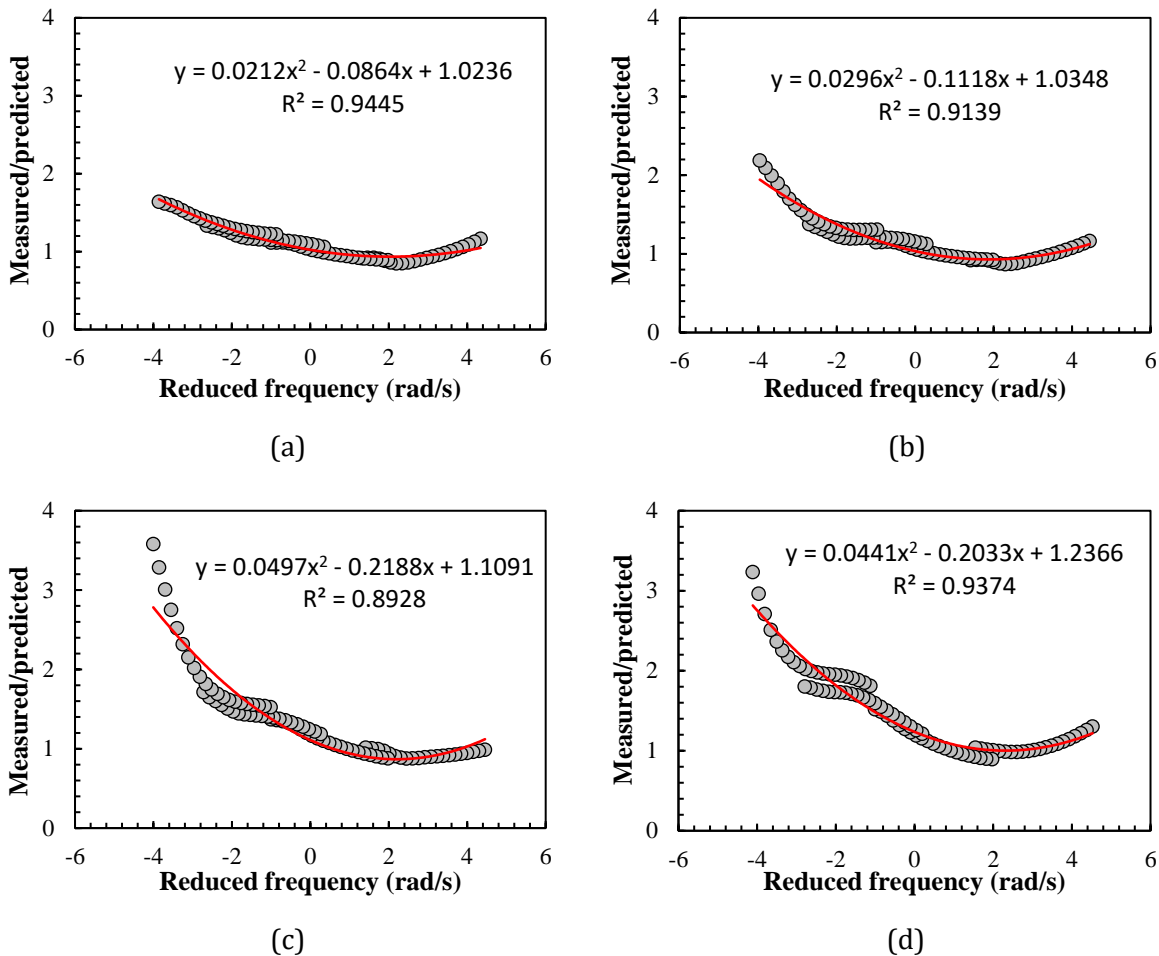 Measured/predicted
4
3
2
1
0
y = 0.0212x² - 0.0864x + 1.0236
R² = 0.9445
-6 -4 -2 0 2 4 6
Reduced frequency (rad/s)
(a)
Measured/predicted
4
3
2
1
0
y = 0.0296x² - 0.1118x + 1.0348
R² = 0.9139
-6 -4 -2 0 2 4 6
Reduced frequency (rad/s)
(b)
Measured/predicted
4
3
2
1
0
y = 0.0497x² - 0.2188x + 1.1091
R² = 0.8928
-6 -4 -2 0 2 4 6
Reduced frequency (rad/s)
(c)
Measured/predicted
4
3
2
1
0
y = 0.0441x² - 0.2033x + 1.2366
R² = 0.9374
-6 -4 -2 0 2 4 6
Reduced frequency (rad/s)
(d)